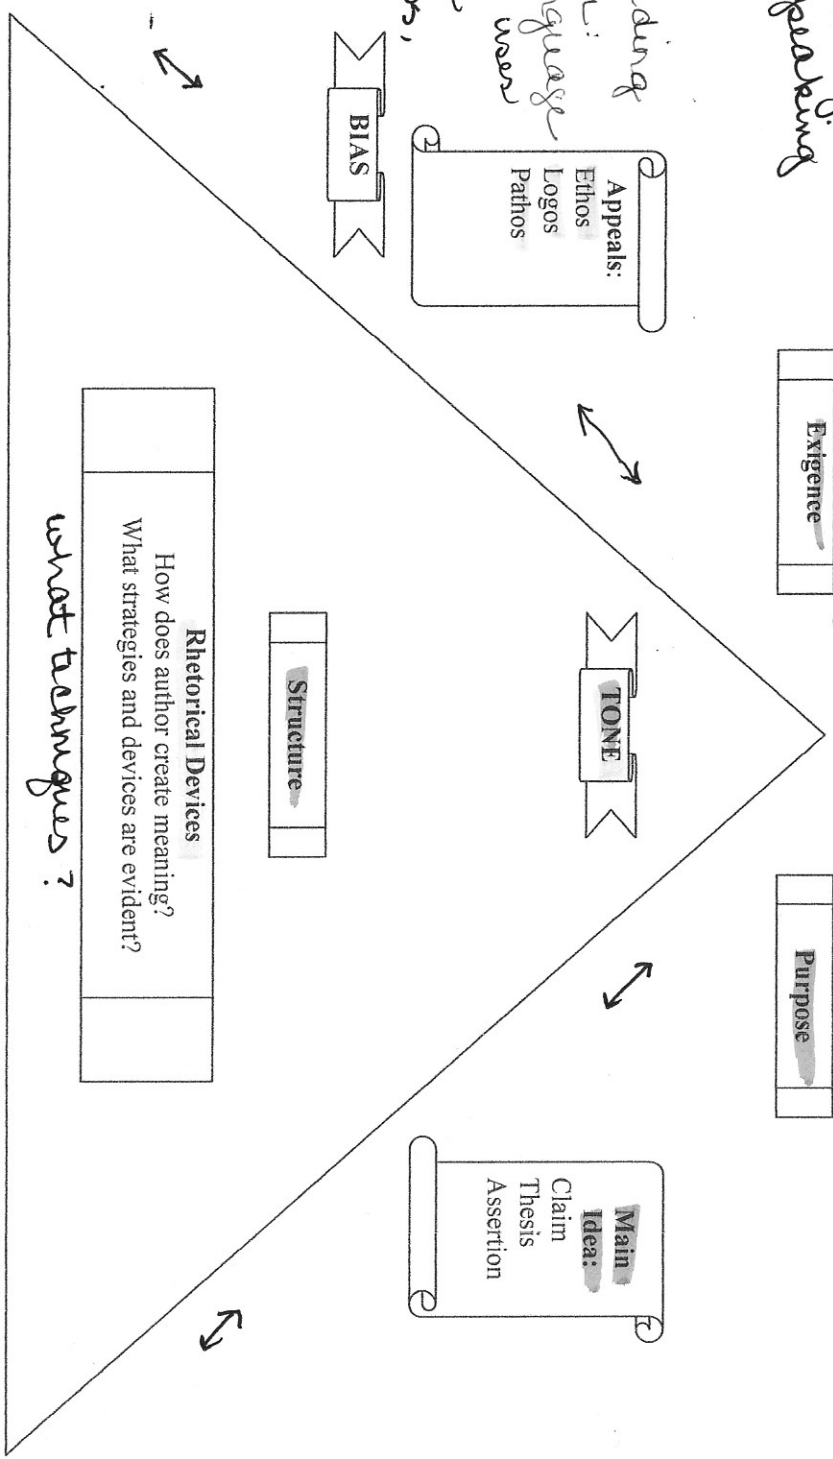 speaking
Exigence
Purpose
uses
Appeals:
Ethos
Logos
Pathos
TONE
Main
Idea:
Claim
Thesis
Assertion
BIAS
Structure
Rhetorical Devices
How does author create meaning?
What strategies and devices are evident?
what techniques?